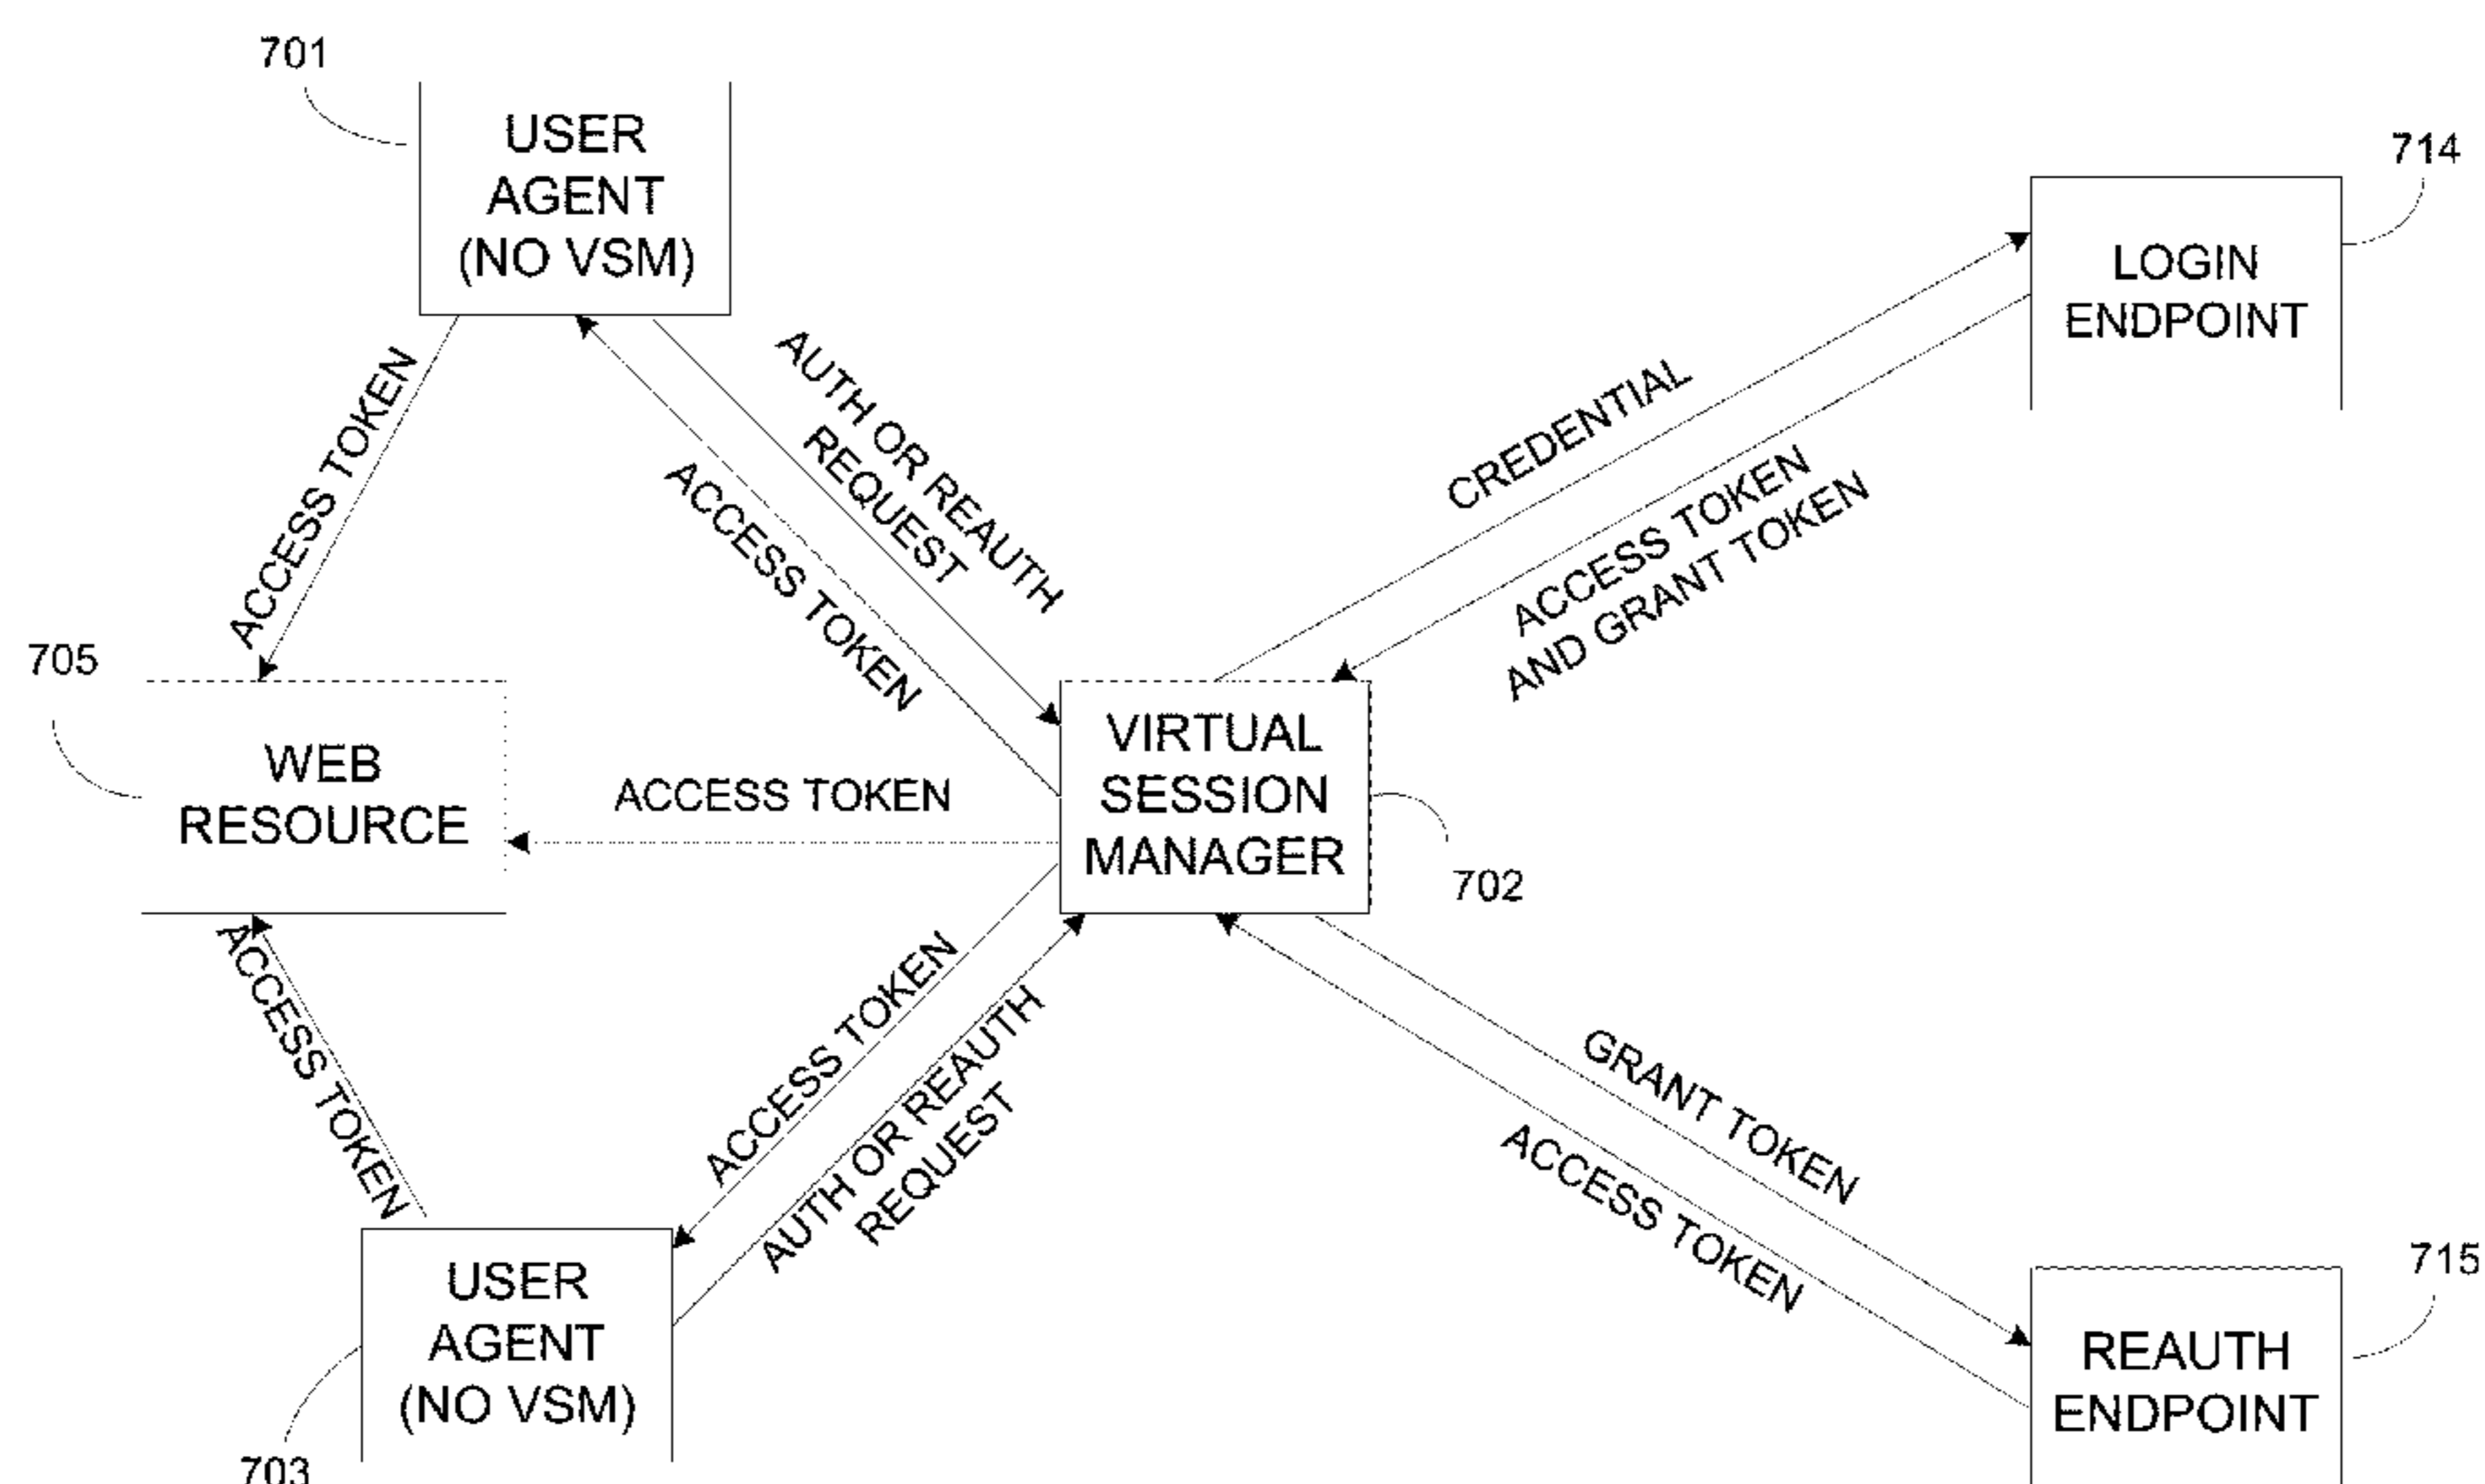 701
USER
AGENT
(NO VSM)
714
LOGIN
ENDPOINT
AUTH OR REAUTH
REQUEST
ACCESS TOKEN
ACCESS TOKEN
CREDENTIAL
ACCESS TOKEN
AND GRANT TOKEN
705
WEB
RESOURCE
ACCESS TOKEN
VIRTUAL
SESSION
MANAGER
702
ACCESS TOKEN
ACCESS TOKEN
AUTH OR REAUTH
REQUEST
GRANT TOKEN
ACCESS TOKEN
USER
AGENT
(NO VSM)
703
715
REAUTH
ENDPOINT